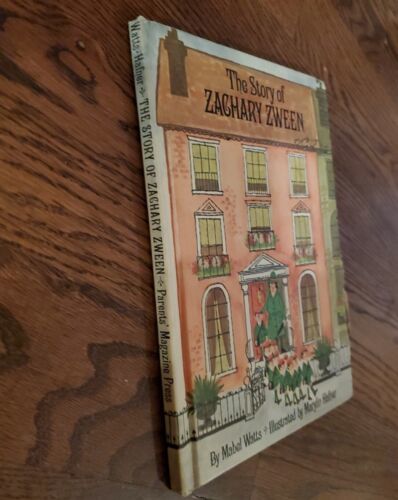 Watts-Hafner ✦ THE STORY OF ZACHARY ZWEEN ✦ Parents' Magazine Press
The Story of
ZACHARY ZWEEN
By Mabel Watts ✦ Illustrated by Marylin Hafner